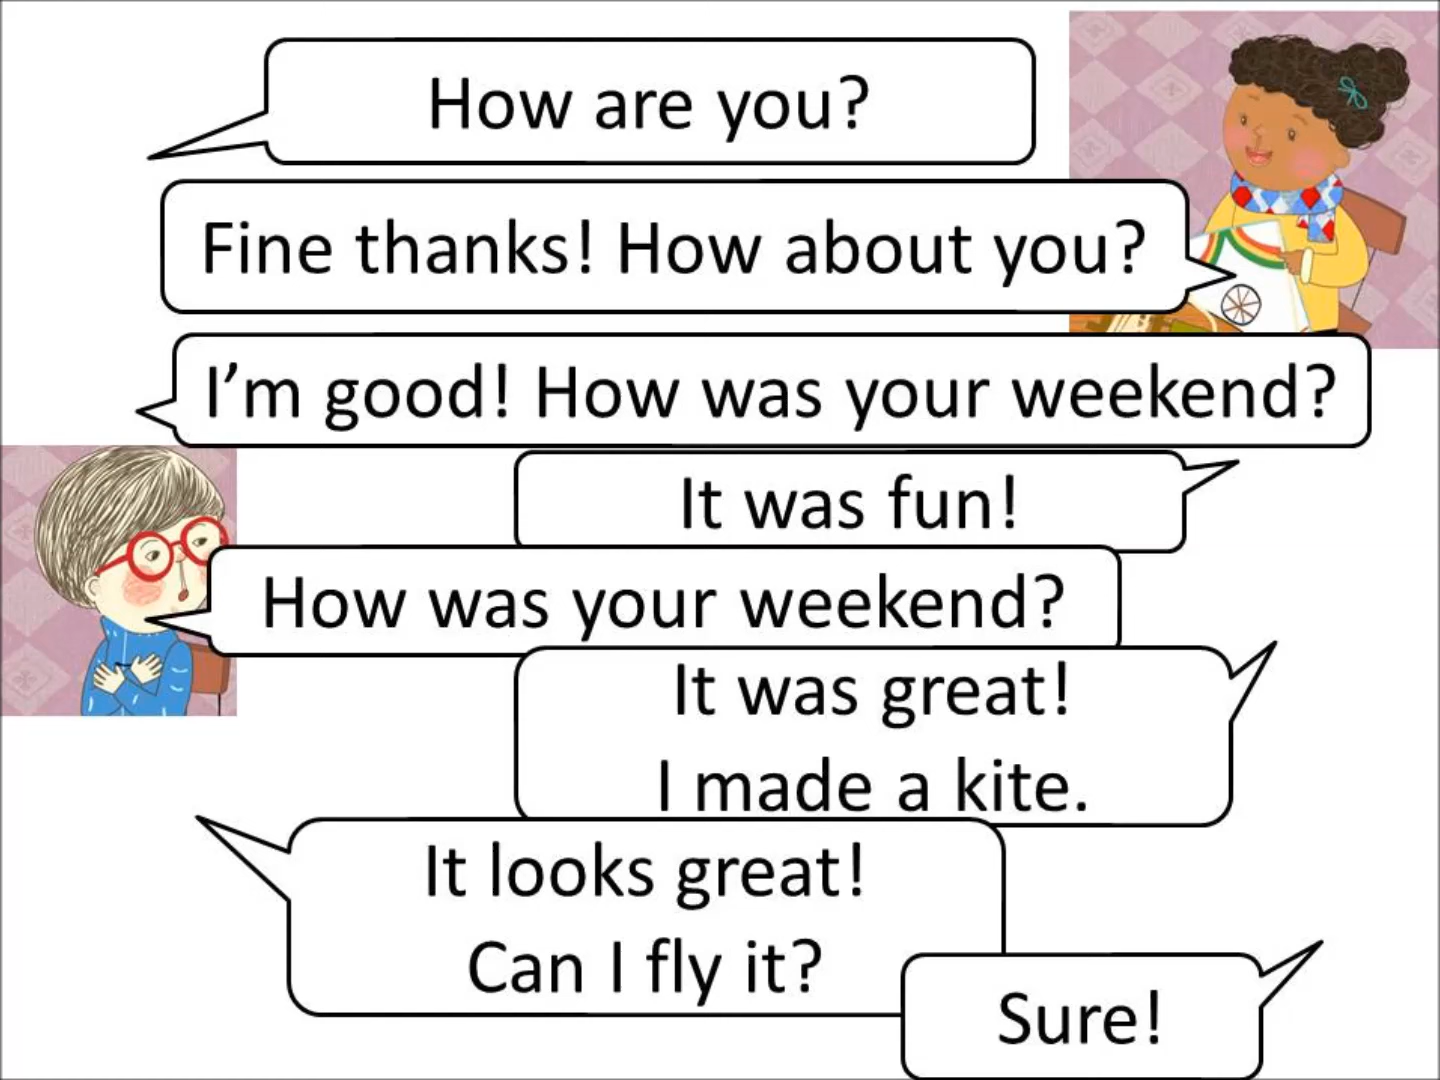 How are you?
Fine thanks! How about you?
I’m good! How was your weekend?
It was fun!
How was your weekend?
It was great!
I made a kite.
It looks great!
Can I fly it?
Sure!